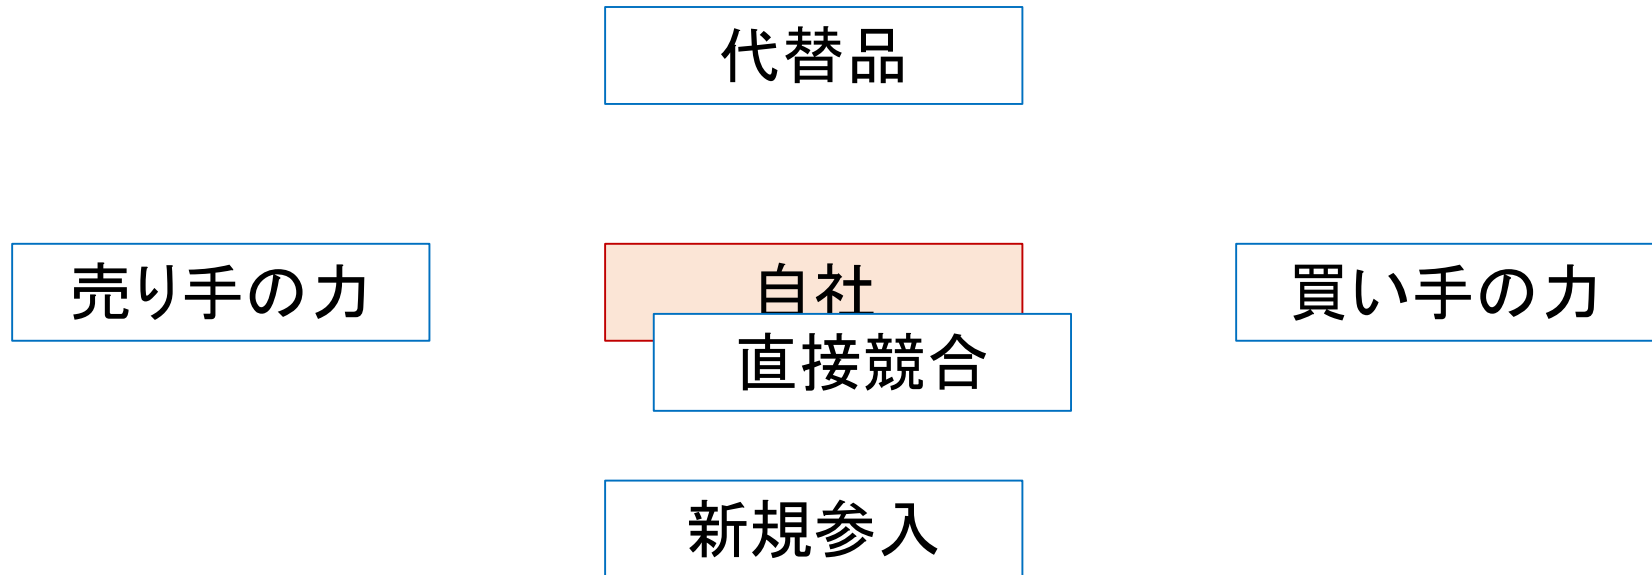 代替品
売り手の力
自社
買い手の力
直接競合
新規参入